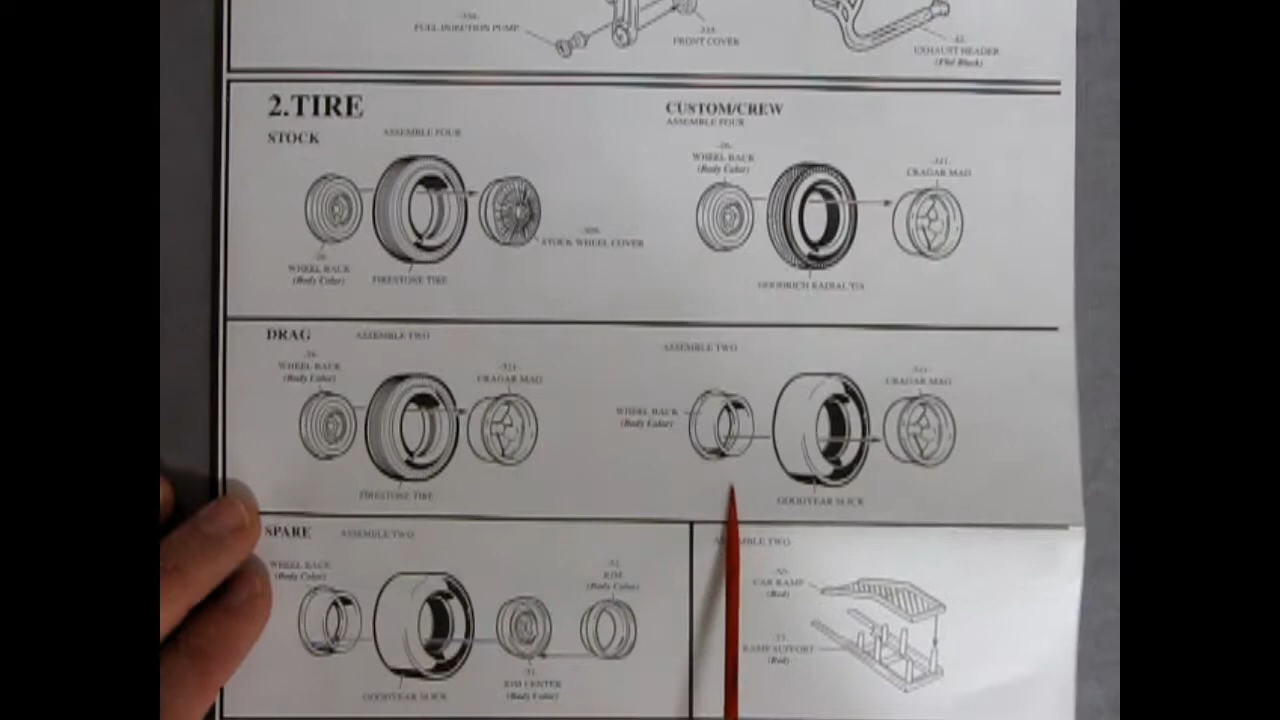 FUEL INJECTION PUMP
FRONT COVER
EXHAUST HEADER
(Flat Black)
2.TIRE
STOCK
ASSEMBLE FOUR
WHEEL BACK
(Body Color)
FIRESTONE TIRE
STOCK WHEEL COVER
CUSTOM/CREW
ASSEMBLE FOUR
WHEEL BACK
(Body Color)
GOODRICH RADIAL T/A
CRAGAR MAG
DRAG
ASSEMBLE TWO
WHEEL BACK
(Body Color)
FIRESTONE TIRE
CRAGAR MAG
ASSEMBLE TWO
WHEEL BACK
(Body Color)
GOODYEAR SLICK
CRAGAR MAG
SPARE
ASSEMBLE TWO
WHEEL BACK
(Body Color)
GOODYEAR SLICK
RIM CENTER
(Body Color)
RIM
(Body Color)
TWO
CAR RAMP
(Red)
RAMP SUPPORT
(Red)